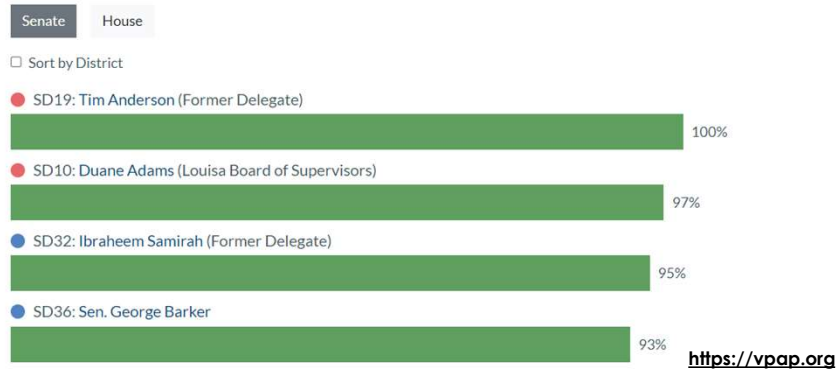 Senate House
Sort by District
SD19: Tim Anderson (Former Delegate)
100%
SD10: Duane Adams (Louisa Board of Supervisors)
97%
SD32: Ibraheem Samirah (Former Delegate)
95%
SD36: Sen. George Barker
93%
https://vpap.org